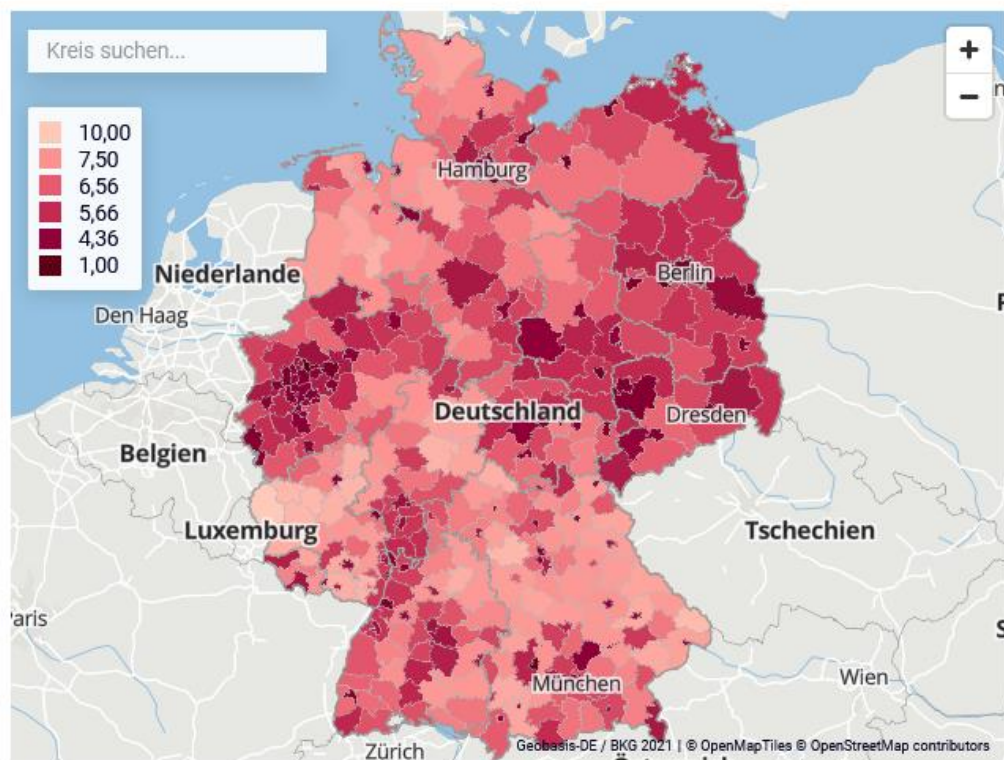 Kreis suchen...
+
−
10,00
7,50
6,56
5,66
4,36
1,00
Hamburg
Niederlande
Berlin
Den Haag
Deutschland
Dresden
Belgien
Luxemburg
Tschechien
Wien
München
Zürich
Geobasis-DE / BKG 2021 | © OpenMapTiles © OpenStreetMap contributors